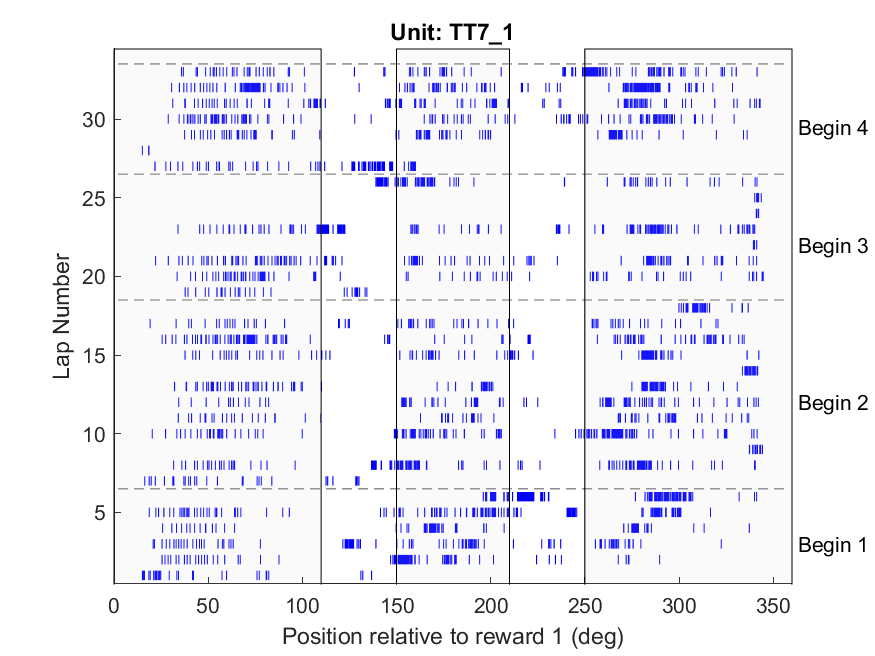 Unit: TT7_1
30
25
20
15
10
5
Lap Number
Begin 4
Begin 3
Begin 2
Begin 1
0 50 100 150 200 250 300 350
Position relative to reward 1 (deg)